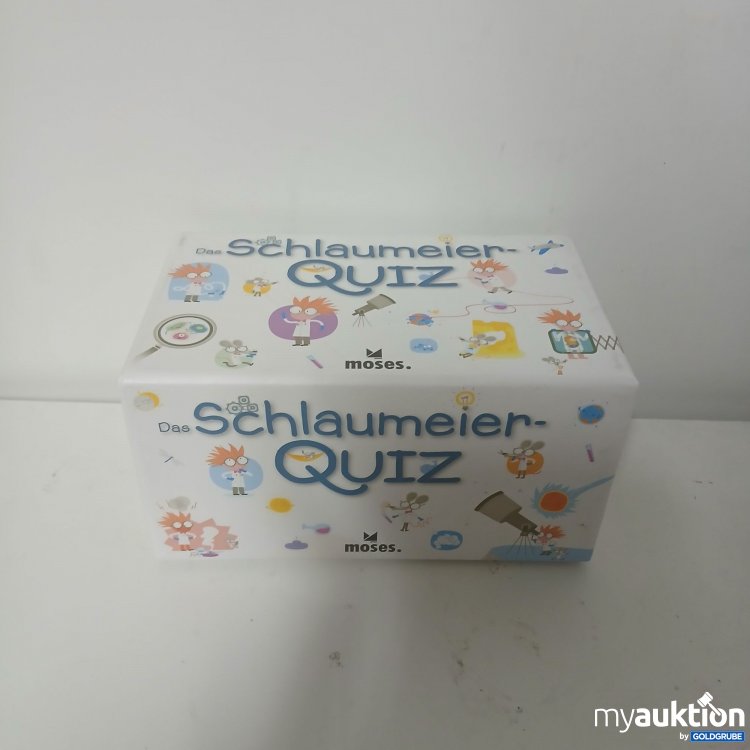 Das Schlaumeier-
QUIZ
moses.
Das Schlaumeier-
QUIZ
moses.
myauktion
by GOLDGRUBE